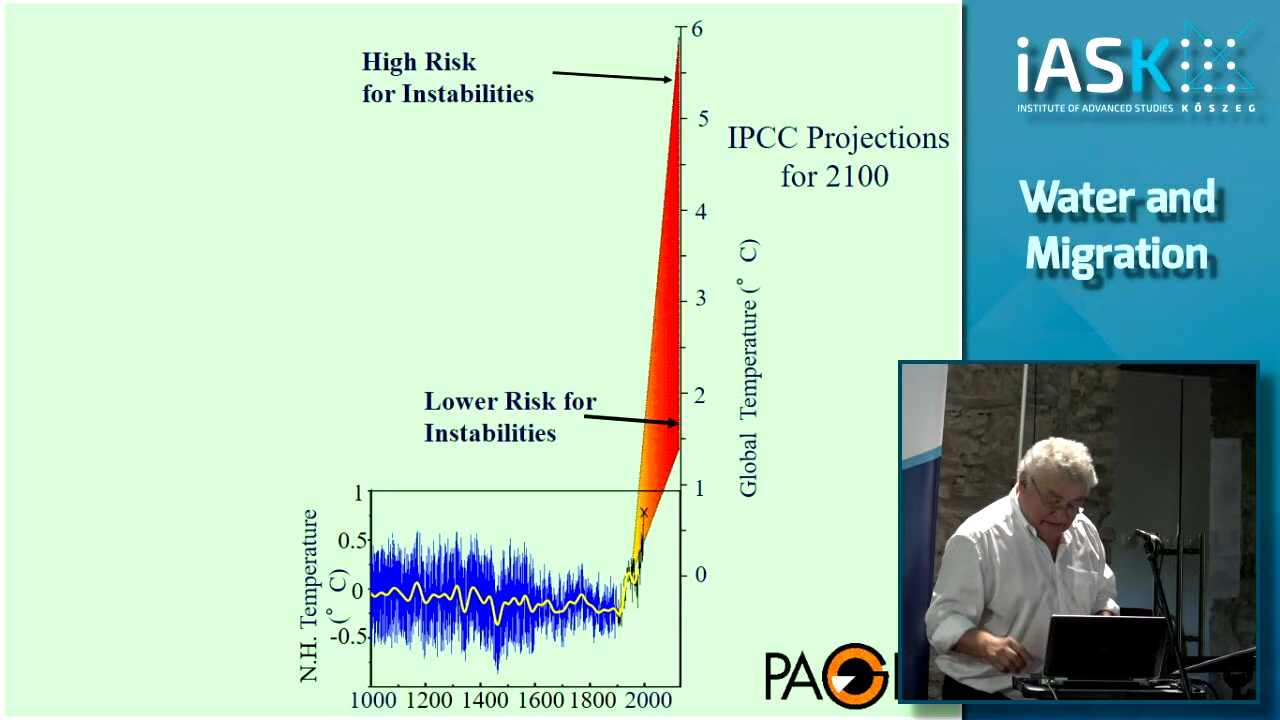 High Risk
for Instabilities
IPCC Projections
for 2100
Lower Risk for
Instabilities
6
5
4
3
2
1
0
Global Temperature (° C)
1
0.5
0
-0.5
N.H. Temperature
(° C)
1000 1200 1400 1600 1800 2000
PAG
iASK
INSTITUTE OF ADVANCED STUDIES KŐSZEG
Water and
Migration